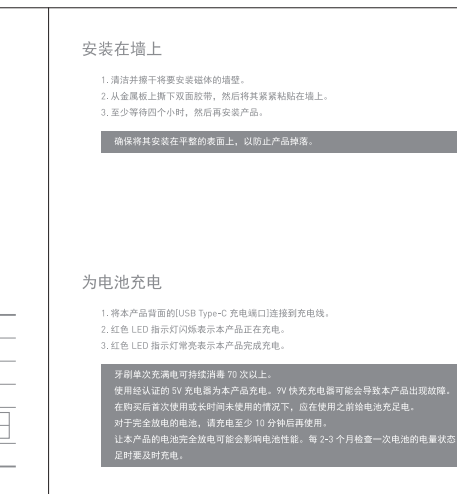 安装在墙上
1. 清洁并擦干将要安装磁体的墙壁。
2. 从金属板上撕下双面胶带，然后将其紧紧粘贴在墙上。
3. 至少等待四个小时，然后再安装产品。
确保将其安装在平整的表面上，以防止产品掉落。
为电池充电
1. 将本产品背面的[USB Type-C 充电端口]连接到充电线。
2. 红色 LED 指示灯闪烁表示本产品正在充电。
3. 红色 LED 指示灯常亮表示本产品完成充电。
牙刷单次充满电可持续消毒 70 次以上。
使用经认证的 5V 充电器为本产品充电。9V 快充充电器可能会导致本产品出现故障。
在购买后首次使用或长时间未使用的情况下，应在使用之前给电池充足电。
对于完全放电的电池，请充电至少 10 分钟后再使用。
让本产品的电池完全放电可能会影响电池性能。每 2-3 个月检查一次电池的电量状态
足时要及时充电。